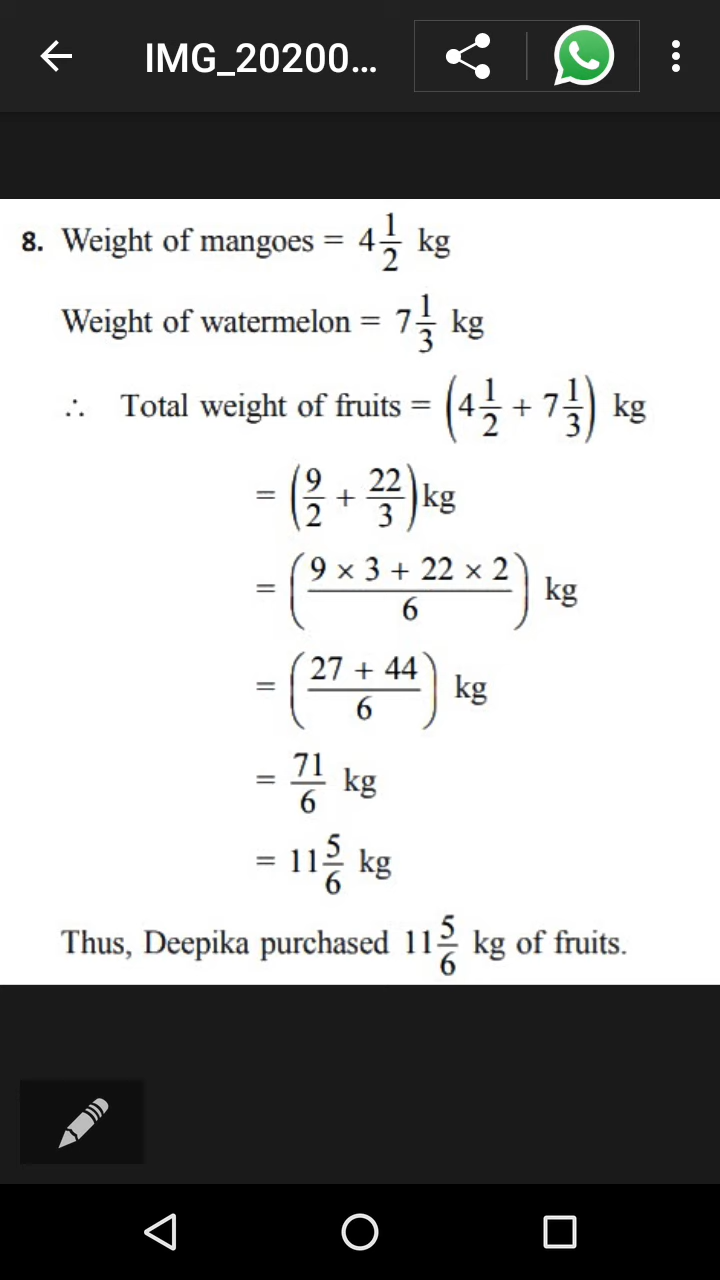 IMG_20200...
8. Weight of mangoes = 4 1/2 kg
Weight of watermelon = 7 1/3 kg
∴ Total weight of fruits = (4 1/2 + 7 1/3) kg
= (9/2 + 22/3) kg
= ((9 × 3 + 22 × 2)/6) kg
= ((27 + 44)/6) kg
= 71/6 kg
= 11 5/6 kg
Thus, Deepika purchased 11 5/6 kg of fruits.